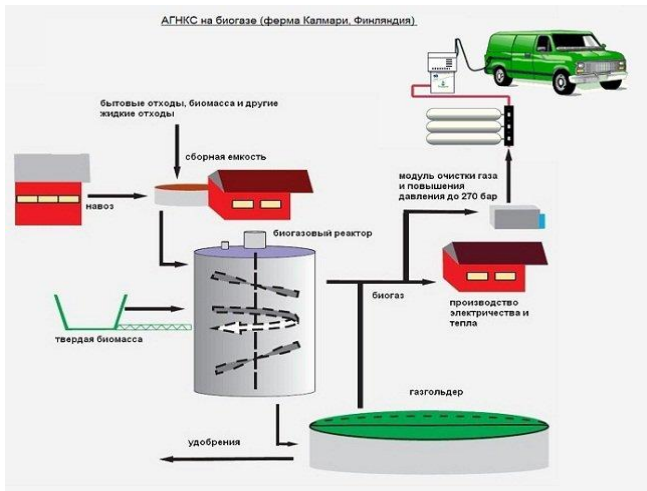 АГНКС на биогазе (ферма Калмари, Финляндия)
бытовые отходы, биомасса и другие
жидкие отходы
сборная емкость
навоз
модуль очистки газа
и повышения
давления до 270 бар
биогазовый реактор
биогаз
производство
электричества и
тепла
твердая биомасса
газгольдер
удобрения